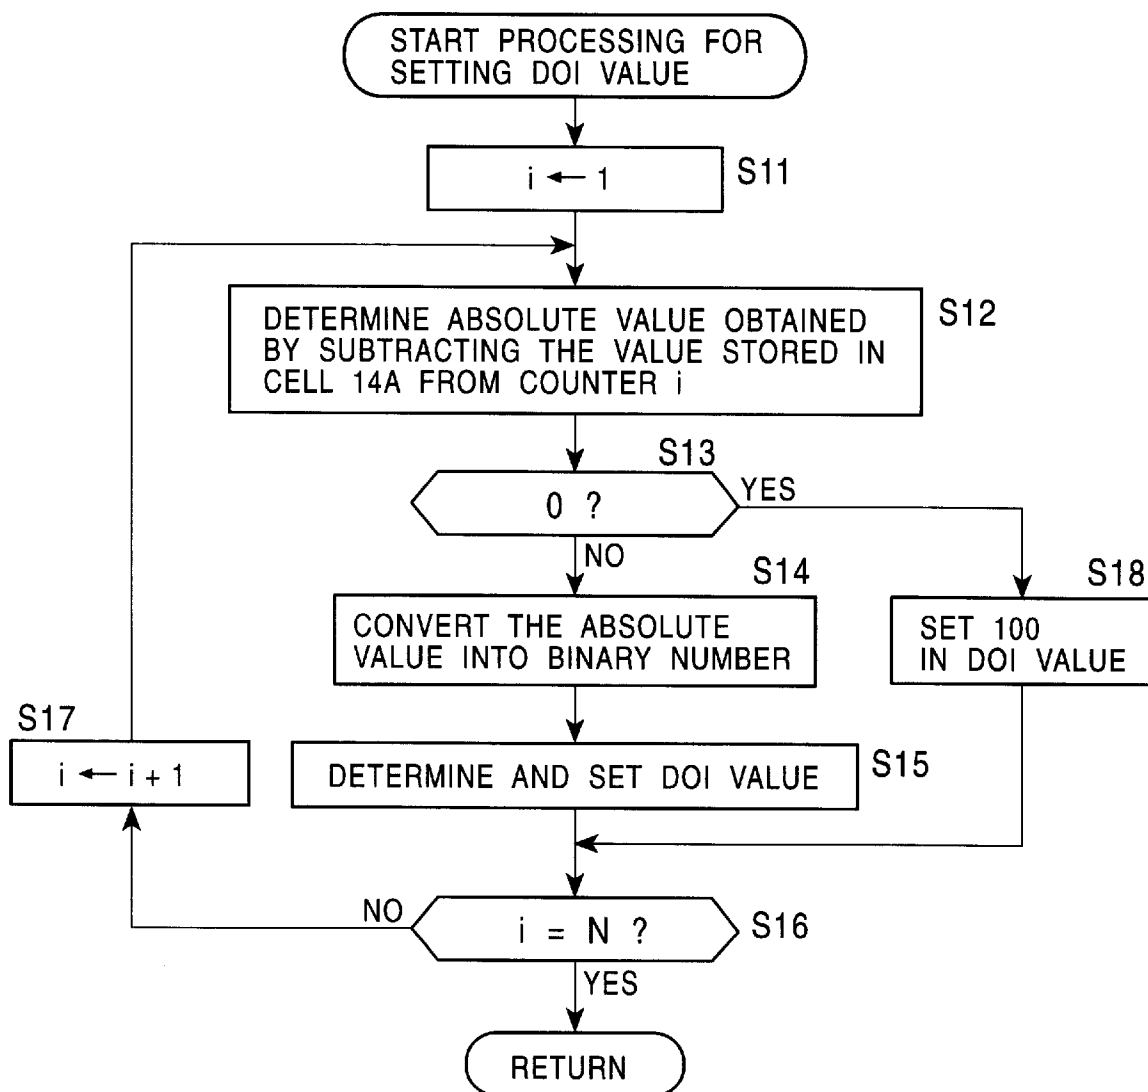 START PROCESSING FOR
SETTING DOI VALUE
i ← 1
S11
S12
DETERMINE ABSOLUTE VALUE OBTAINED
BY SUBTRACTING THE VALUE STORED IN
CELL 14A FROM COUNTER i
S13
0 ?
YES
NO
S14
CONVERT THE ABSOLUTE
VALUE INTO BINARY NUMBER
S18
SET 100
IN DOI VALUE
S17
i ← i + 1
DETERMINE AND SET DOI VALUE
S15
NO
i = N ?
S16
YES
RETURN